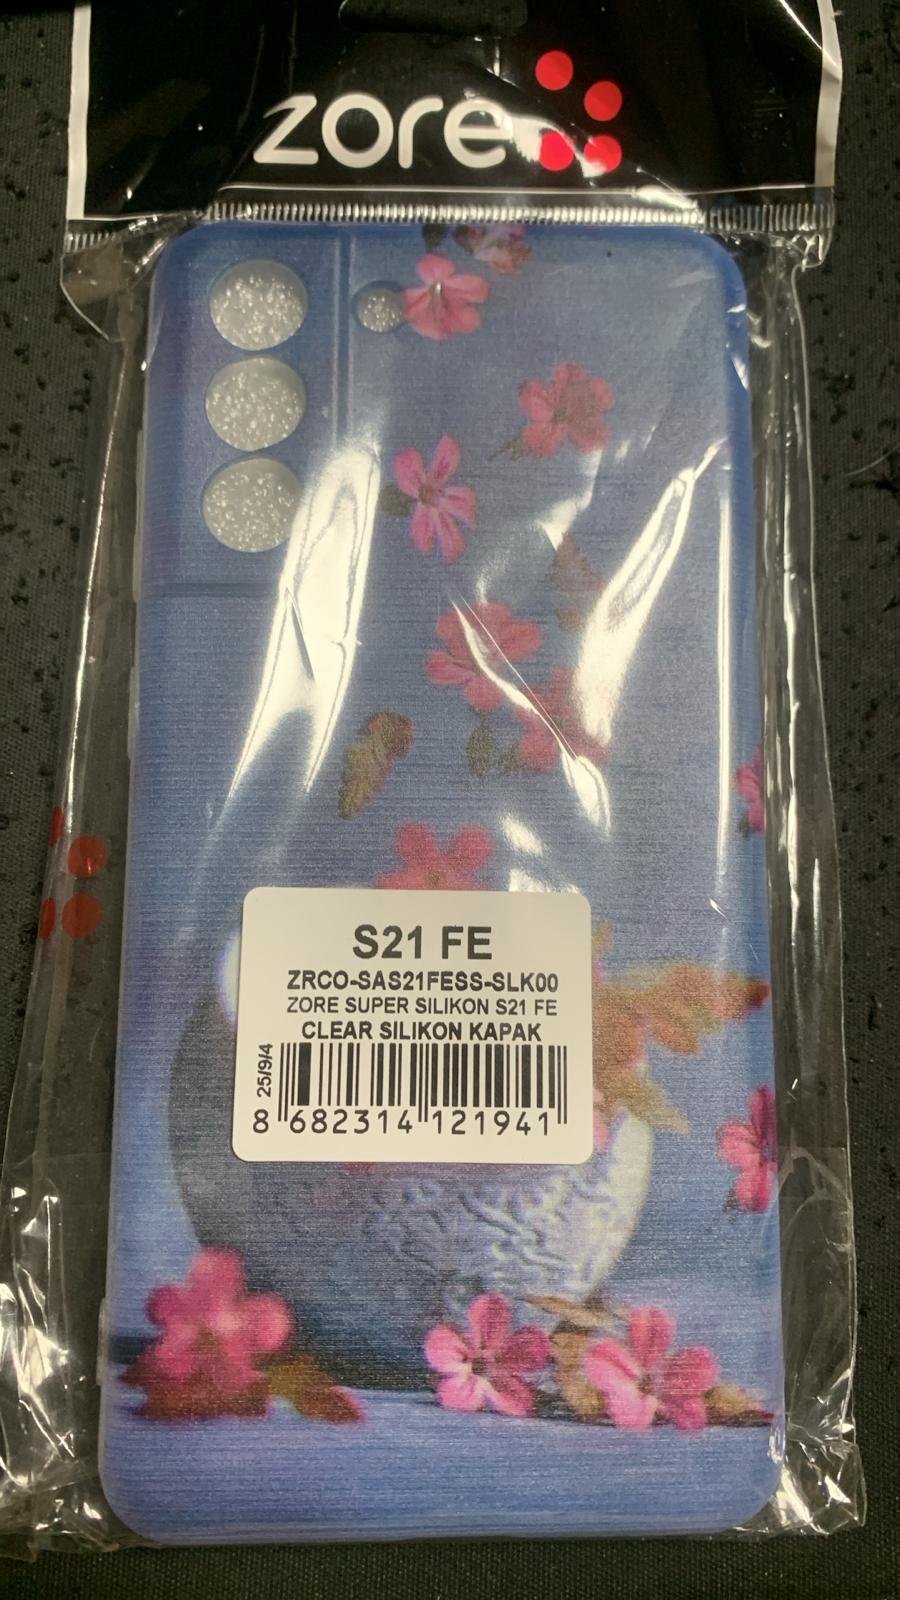 zore
S21 FE
ZRCO-SAS21FESS-SLK00
ZORE SUPER SILIKON S21 FE
CLEAR SILIKON KAPAK
25/9/4
8 682314 121941